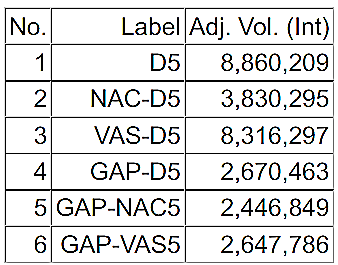 No. Label Adj. Vol. (Int)
1 D5 8,860,209
2 NAC-D5 3,830,295
3 VAS-D5 8,316,297
4 GAP-D5 2,670,463
5 GAP-NAC5 2,446,849
6 GAP-VAS5 2,647,786